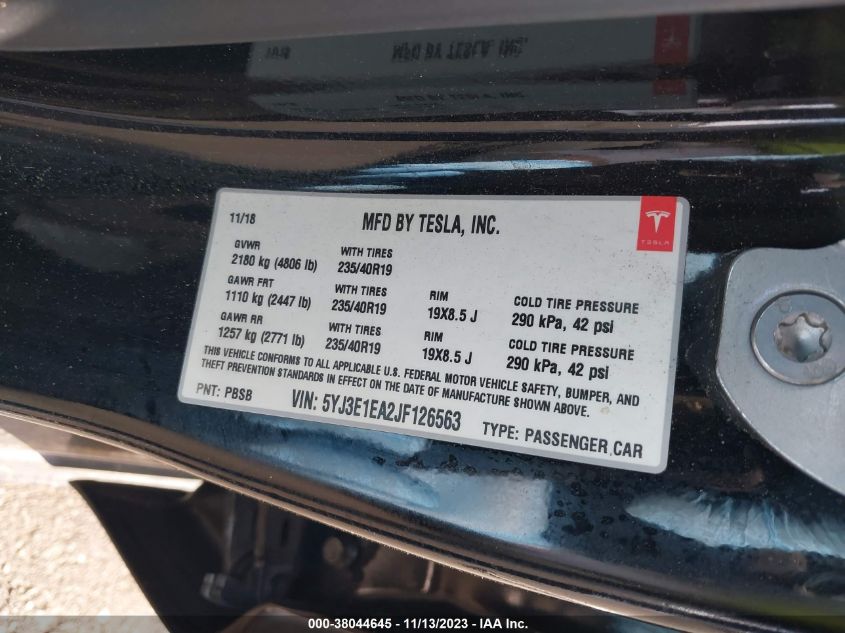 11/18 MFD BY TESLA, INC.
TESLA
GVWR
2180 kg (4806 lb) WITH TIRES 235/40R19
GAWR FRT
1110 kg (2447 lb) WITH TIRES 235/40R19 RIM 19X8.5 J COLD TIRE PRESSURE 290 kPa, 42 psi
GAWR RR
1257 kg (2771 lb) WITH TIRES 235/40R19 RIM 19X8.5 J COLD TIRE PRESSURE 290 kPa, 42 psi
THIS VEHICLE CONFORMS TO ALL APPLICABLE U.S. FEDERAL MOTOR VEHICLE SAFETY, BUMPER, AND
THEFT PREVENTION STANDARDS IN EFFECT ON THE DATE OF MANUFACTURE SHOWN ABOVE.
PNT: PBSB VIN: 5YJ3E1EA2JF126563 TYPE: PASSENGER CAR
000-38044645 - 11/13/2023 - IAA Inc.